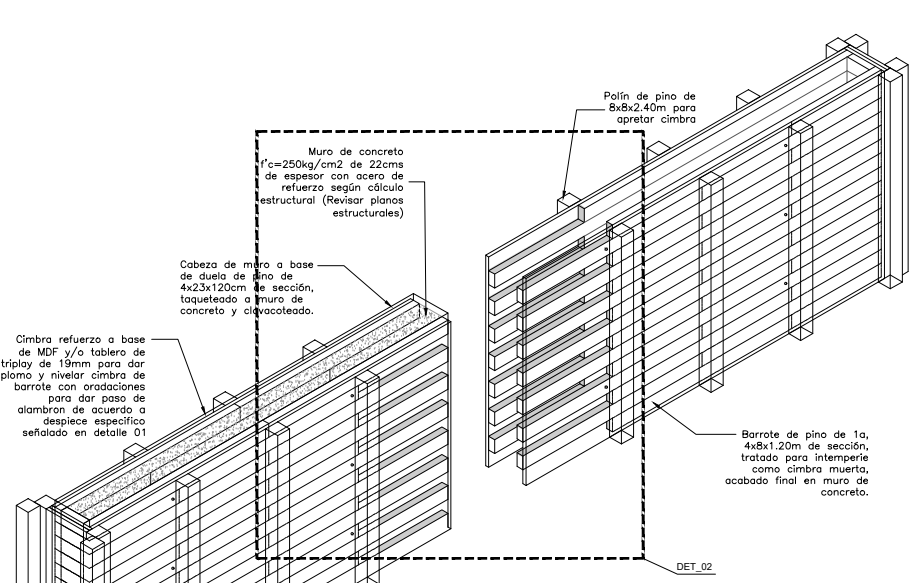 Polín de pino de
8x8x2.40m para
apretar cimbra
Muro de concreto
f'c=250kg/cm2 de 22cms
de espesor con acero de
refuerzo según cálculo
estructural (Revisar planos
estructurales)
Cabeza de muro a base
de duela de pino de
4x23x120cm de sección,
taqueteado a muro de
concreto y clavacoteado.
Cimbra refuerzo a base
de MDF y/o tablero de
triplay de 19mm para dar
plomo y nivelar cimbra de
barrote con oradaciones
para dar paso de
alambron de acuerdo a
despiece especifico
señalado en detalle 01
Barrote de pino de 1a,
4x8x1.20m de sección,
tratado para intemperie
como cimbra muerta,
acabado final en muro de
concreto.
DET_02